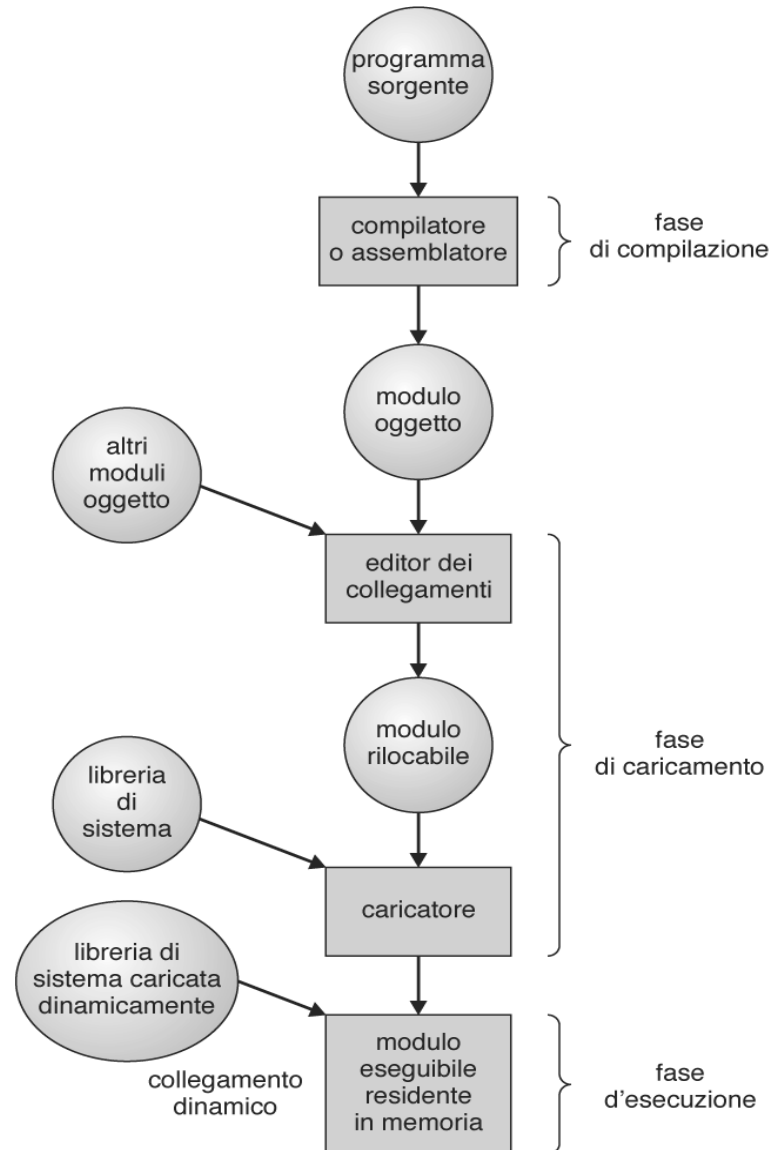 programma
sorgente
compilatore
o assemblatore
fase
di compilazione
modulo
oggetto
altri
moduli
oggetto
editor dei
collegamenti
modulo
rilocabile
fase
di caricamento
libreria
di
sistema
caricatore
libreria di
sistema caricata
dinamicamente
collegamento
dinamico
modulo
eseguibile
residente
in memoria
fase
d'esecuzione